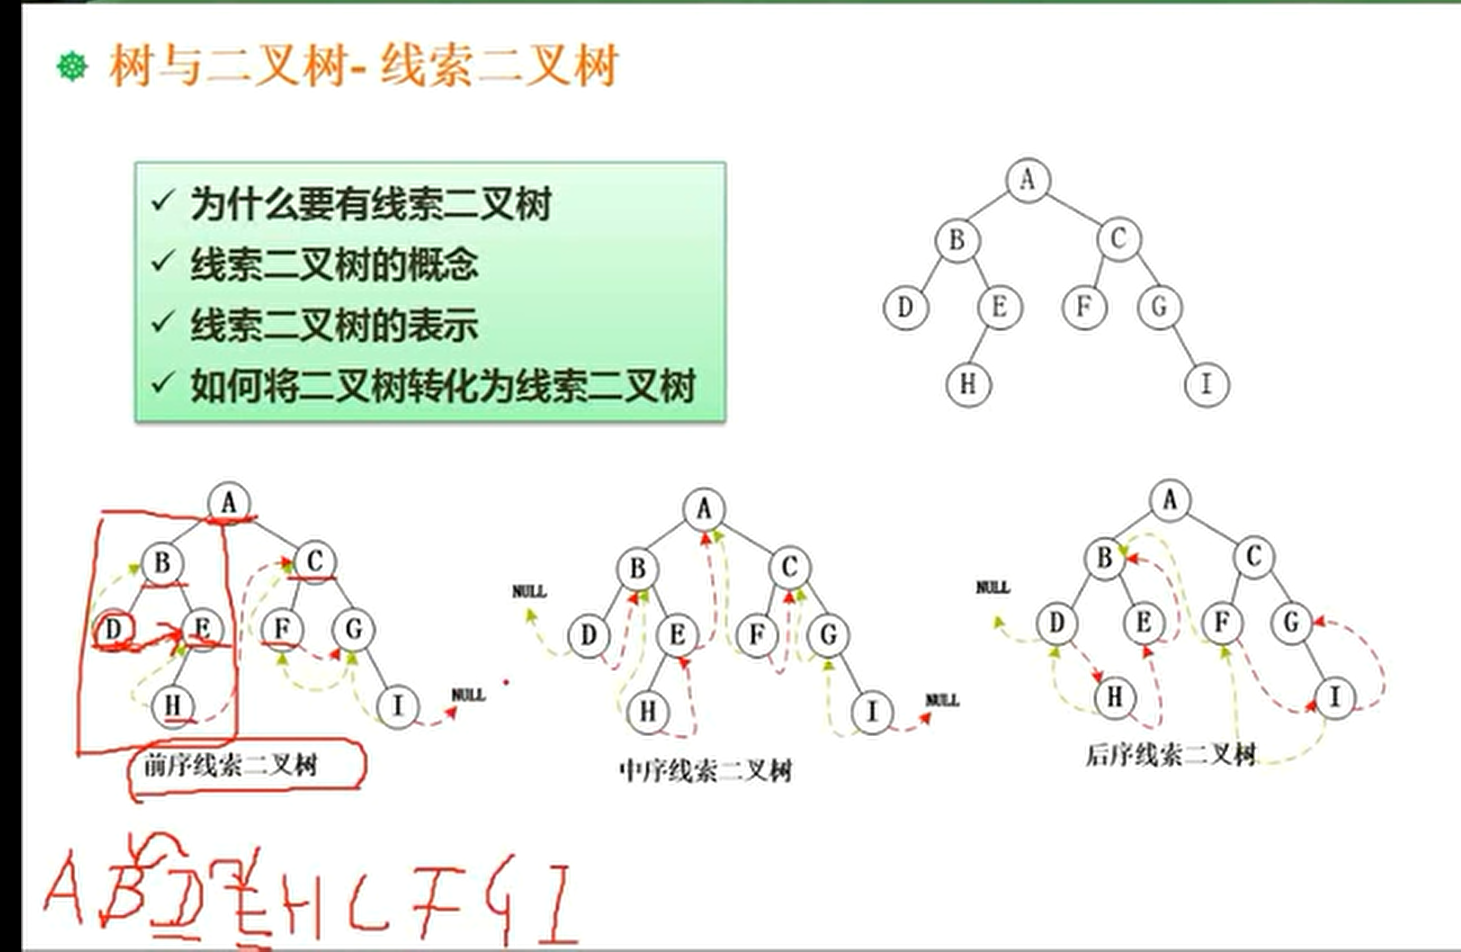 树与二叉树- 线索二叉树
✓ 为什么要有线索二叉树
✓ 线索二叉树的概念
✓ 线索二叉树的表示
✓ 如何将二叉树转化为线索二叉树
A
B C
D E F G
H I
A
B C
D E F G
H I NULL
前序线索二叉树
A
B C
NULL
D E F G
H I NULL
中序线索二叉树
A
B C
NULL
D E F G
H I
后序线索二叉树
A B D E H C F G I